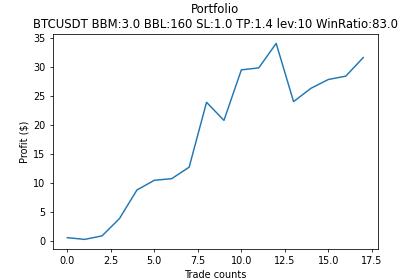 Portfolio
BTCUSDT BBM:3.0 BBL:160 SL:1.0 TP:1.4 lev:10 WinRatio:83.0
35
30
25
20
15
10
5
0
Profit ($)
0.0 2.5 5.0 7.5 10.0 12.5 15.0 17.5
Trade counts